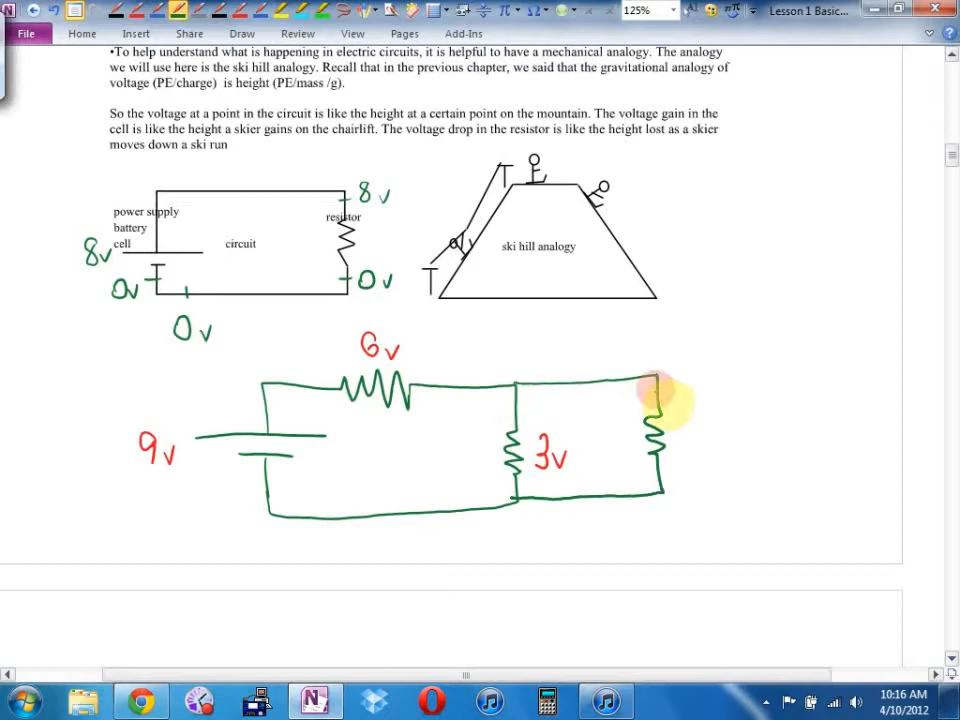 125%
Lesson 1 Basic...
File Home Insert Share Draw Review View Pages Add-Ins
•To help understand what is happening in electric circuits, it is helpful to have a mechanical analogy. The analogy
we will use here is the ski hill analogy. Recall that in the previous chapter, we said that the gravitational analogy of
voltage (PE/charge) is height (PE/mass /g).
So the voltage at a point in the circuit is like the height at a certain point on the mountain. The voltage gain in the
cell is like the height a skier gains on the chairlift. The voltage drop in the resistor is like the height lost as a skier
moves down a ski run
8v
power supply
battery
cell
resistor
circuit
ski hill analogy
8v
0v
0v
0v
6v
9v
3v
10:16 AM
4/10/2012